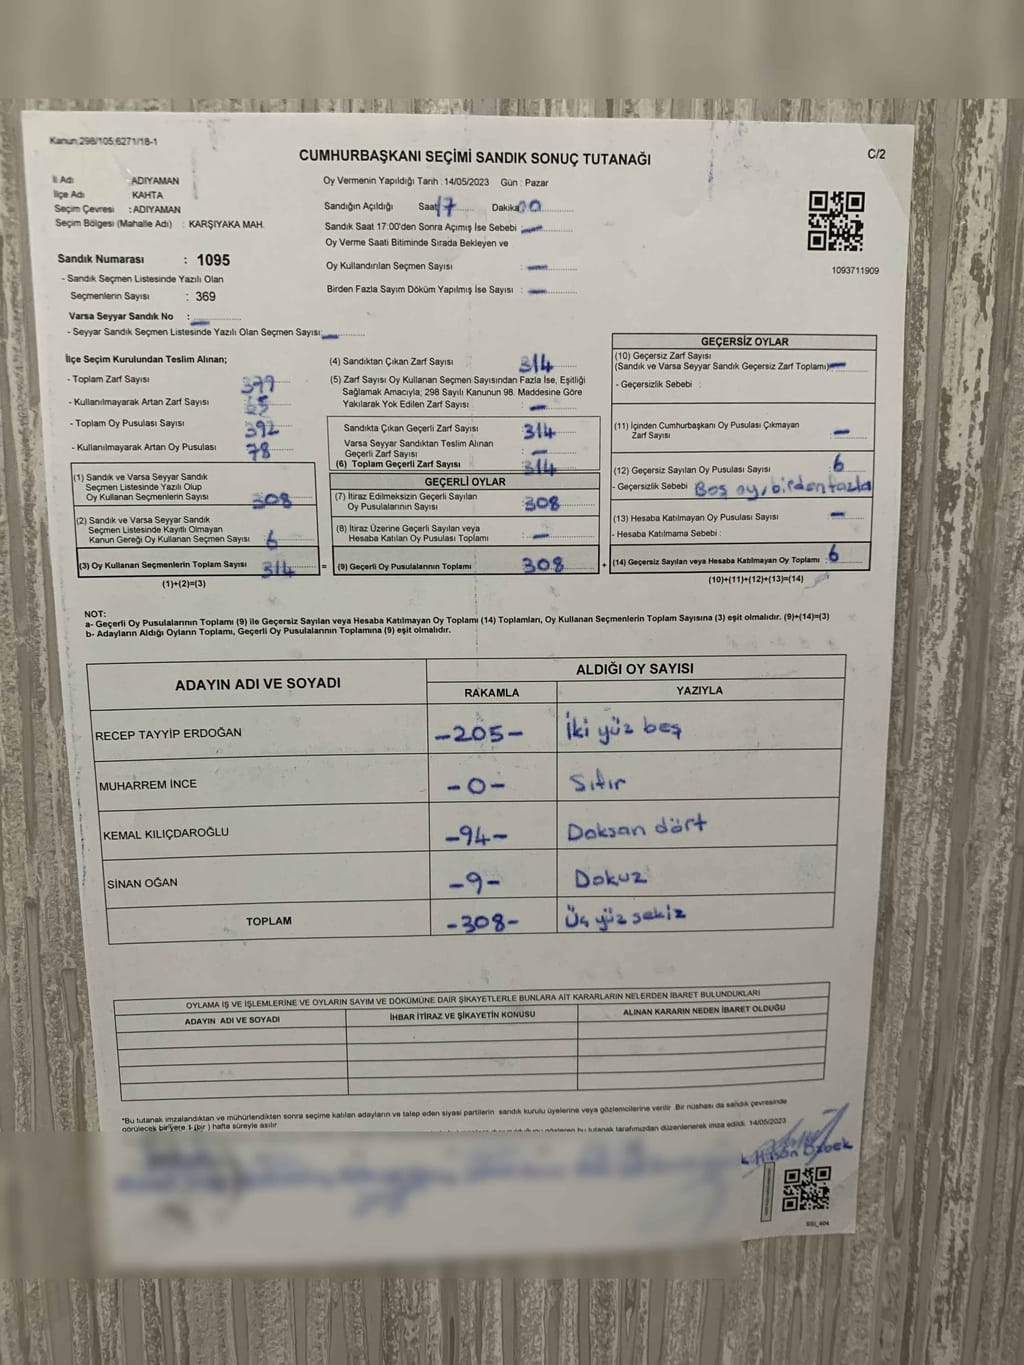 Kanun 298/105,6271/18-1
CUMHURBAŞKANI SEÇİMİ SANDIK SONUÇ TUTANAĞI
C/2
İl Adı : ADIYAMAN
İlçe Adı : KAHTA
Seçim Çevresi : ADIYAMAN
Seçim Bölgesi (Mahalle Adı) : KARŞIYAKA MAH.
Sandık Numarası : 1095
- Sandık Seçmen Listesinde Yazılı Olan
Seçmenlerin Sayısı : 369
Varsa Seyyar Sandık No : —
- Seyyar Sandık Seçmen Listesinde Yazılı Olan Seçmen Sayısı: —
Oy Vermenin Yapıldığı Tarih : 14/05/2023 Gün : Pazar
Sandığın Açıldığı Saat 17 Dakika 00
Sandık Saat 17:00'den Sonra Açımış İse Sebebi : —
Oy Verme Saati Bitiminde Sırada Bekleyen ve
Oy Kullandırılan Seçmen Sayısı : —
Birden Fazla Sayım Döküm Yapılmış İse Sayısı : —
1093711909
İlçe Seçim Kurulundan Teslim Alınan;
- Toplam Zarf Sayısı 379
- Kullanılmayarak Artan Zarf Sayısı
- Toplam Oy Pusulası Sayısı 392
- Kullanılmayarak Artan Oy Pusulası 78
(1) Sandık ve Varsa Seyyar Sandık
Seçmen Listesinde Yazılı Olup
Oy Kullanan Seçmenlerin Sayısı 308
(2) Sandık ve Varsa Seyyar Sandık
Seçmen Listesinde Kayıtlı Olmayan
Kanun Gereği Oy Kullanan Seçmen Sayısı 6
(3) Oy Kullanan Seçmenlerin Toplam Sayısı 314 =
(1)+(2)=(3)
(4) Sandıktan Çıkan Zarf Sayısı 314
(5) Zarf Sayısı Oy Kullanan Seçmen Sayısından Fazla İse, Eşitliği
Sağlamak Amacıyla; 298 Sayılı Kanunun 98. Maddesine Göre
Yakılarak Yok Edilen Zarf Sayısı : —
Sandıkta Çıkan Geçerli Zarf Sayısı : 314
Varsa Seyyar Sandıktan Teslim Alınan
Geçerli Zarf Sayısı : —
(6) Toplam Geçerli Zarf Sayısı : 314
GEÇERLİ OYLAR
(7) İtiraz Edilmeksizin Geçerli Sayılan
Oy Pusulalarının Sayısı : 308
(8) İtiraz Üzerine Geçerli Sayılan veya
Hesaba Katılan Oy Pusulası Toplamı : —
(9) Geçerli Oy Pusulalarının Toplamı : 308 +
GEÇERSİZ OYLAR
(10) Geçersiz Zarf Sayısı
(Sandık ve Varsa Seyyar Sandık Geçersiz Zarf Toplamı) —
- Geçersizlik Sebebi :
(11) İçinden Cumhurbaşkanı Oy Pusulası Çıkmayan
Zarf Sayısı : —
(12) Geçersiz Sayılan Oy Pusulası Sayısı : 6
- Geçersizlik Sebebi Boş oy, birden fazla
(13) Hesaba Katılmayan Oy Pusulası Sayısı : —
- Hesaba Katılmama Sebebi :
(14) Geçersiz Sayılan veya Hesaba Katılmayan Oy Toplamı : 6
(10)+(11)+(12)+(13)=(14)
NOT:
a- Geçerli Oy Pusulalarının Toplamı (9) ile Geçersiz Sayılan veya Hesaba Katılmayan Oy Toplamı (14) Toplamları, Oy Kullanan Seçmenlerin Toplam Sayısına (3) eşit olmalıdır. (9)+(14)=(3)
b- Adayların Aldığı Oyların Toplamı, Geçerli Oy Pusulalarının Toplamına (9) eşit olmalıdır.
ADAYIN ADI VE SOYADI
ALDIĞI OY SAYISI
RAKAMLA YAZIYLA
RECEP TAYYİP ERDOĞAN -205- İki yüz beş
MUHARREM İNCE -0- Sıfır
KEMAL KILIÇDAROĞLU -94- Doksan dört
SİNAN OĞAN -9- Dokuz
TOPLAM -308- Üç yüz sekiz
OYLAMA İŞ VE İŞLEMLERİNE VE OYLARIN SAYIM VE DÖKÜMÜNE DAİR ŞİKAYETLERLE BUNLARA AİT KARARLARIN NELERDEN İBARET BULUNDUKLARI
ADAYIN ADI VE SOYADI İHBAR İTİRAZ VE ŞİKAYETİN KONUSU ALINAN KARARIN NEDEN İBARET OLDUĞU
*Bu tutanak imzalandıktan ve mühürlendikten sonra seçime katılan adayların ve talep eden siyasi partilerin sandık kurulu üyelerine veya gözlemcilerine verilir. Bir nüshası da sandık çevresinde
görülecek bir yere 1 (bir) hafta süreyle asılır. bu tutanak tarafımızdan düzenlenerek imza edildi. 14/05/2023
Hasan Özbek